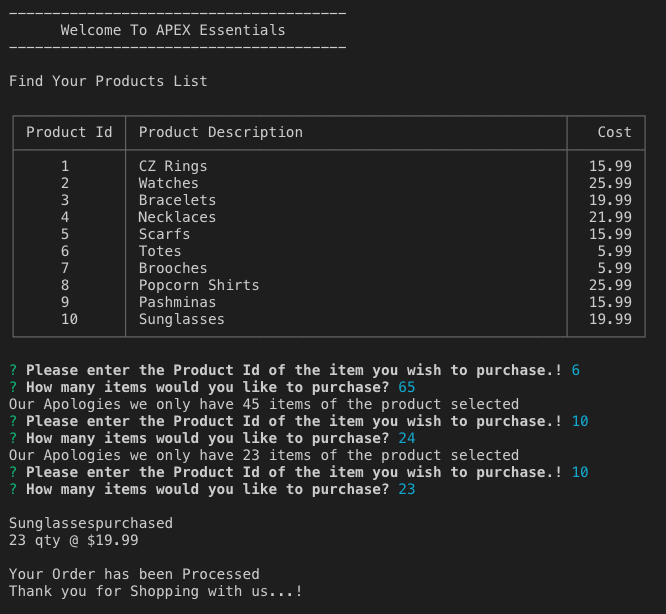 Welcome To APEX Essentials
Find Your Products List
Product Id Product Description Cost
1 CZ Rings 15.99
2 Watches 25.99
3 Bracelets 19.99
4 Necklaces 21.99
5 Scarfs 15.99
6 Totes 5.99
7 Brooches 5.99
8 Popcorn Shirts 25.99
9 Pashminas 15.99
10 Sunglasses 19.99
? Please enter the Product Id of the item you wish to purchase.! 6
? How many items would you like to purchase? 65
Our Apologies we only have 45 items of the product selected
? Please enter the Product Id of the item you wish to purchase.! 10
? How many items would you like to purchase? 24
Our Apologies we only have 23 items of the product selected
? Please enter the Product Id of the item you wish to purchase.! 10
? How many items would you like to purchase? 23
Sunglassespurchased
23 qty @ $19.99
Your Order has been Processed
Thank you for Shopping with us...!